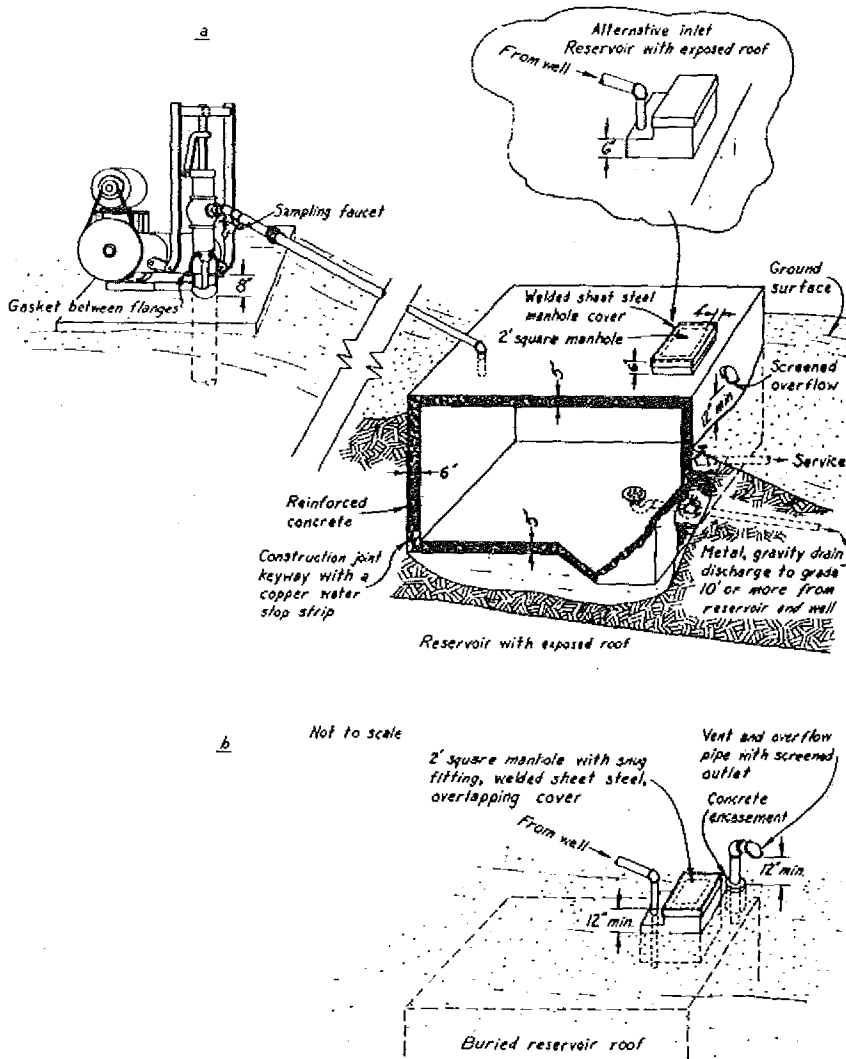 a
Alternative inlet
Reservoir with exposed roof
From well
6"
Sampling faucet
8"
Gasket between flanges
Ground
surface
Welded sheet steel
manhole cover
2' square manhole
6"
Screened
overflow
12" min.
5"
Service
6"
Reinforced
concrete
5"
Construction joint
keyway with a
copper water
stop strip
Metal, gravity drain
discharge to grade
10' or more from
reservoir and well
Reservoir with exposed roof
b
Not to scale
2' square manhole with snug
fitting, welded sheet steel,
overlapping cover
Vent and overflow
pipe with screened
outlet
Concrete
encasement
From well
12" min.
12" min.
Buried reservoir roof